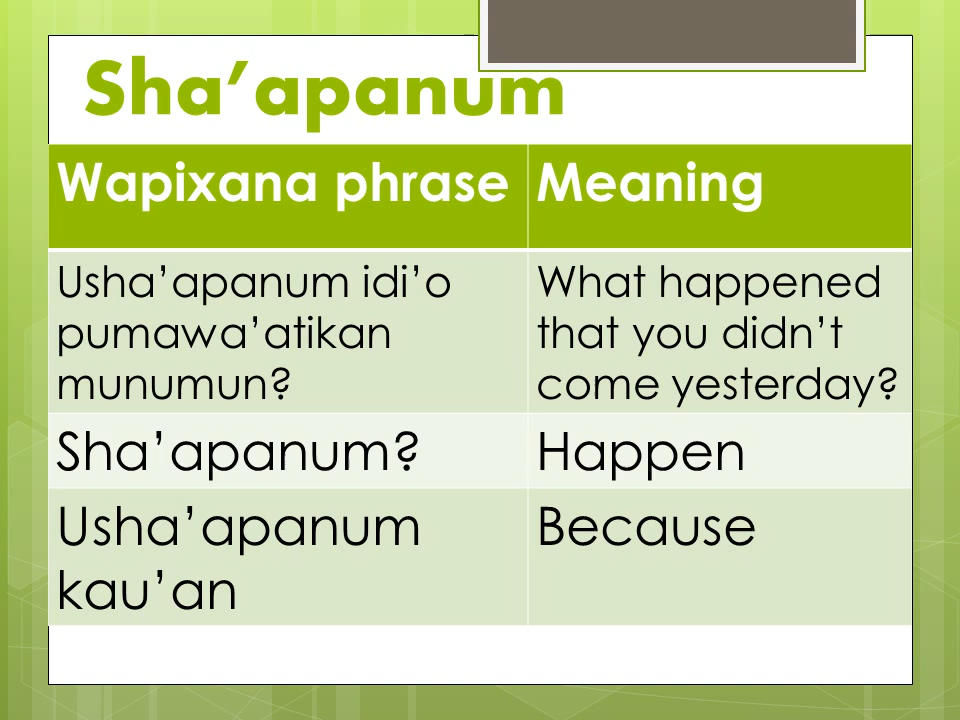 Sha’apanum
Wapixana phrase
Meaning
Usha’apanum idi’o
pumawa’atikan
munumun?
What happened
that you didn’t
come yesterday?
Sha’apanum?
Happen
Usha’apanum
kau’an
Because